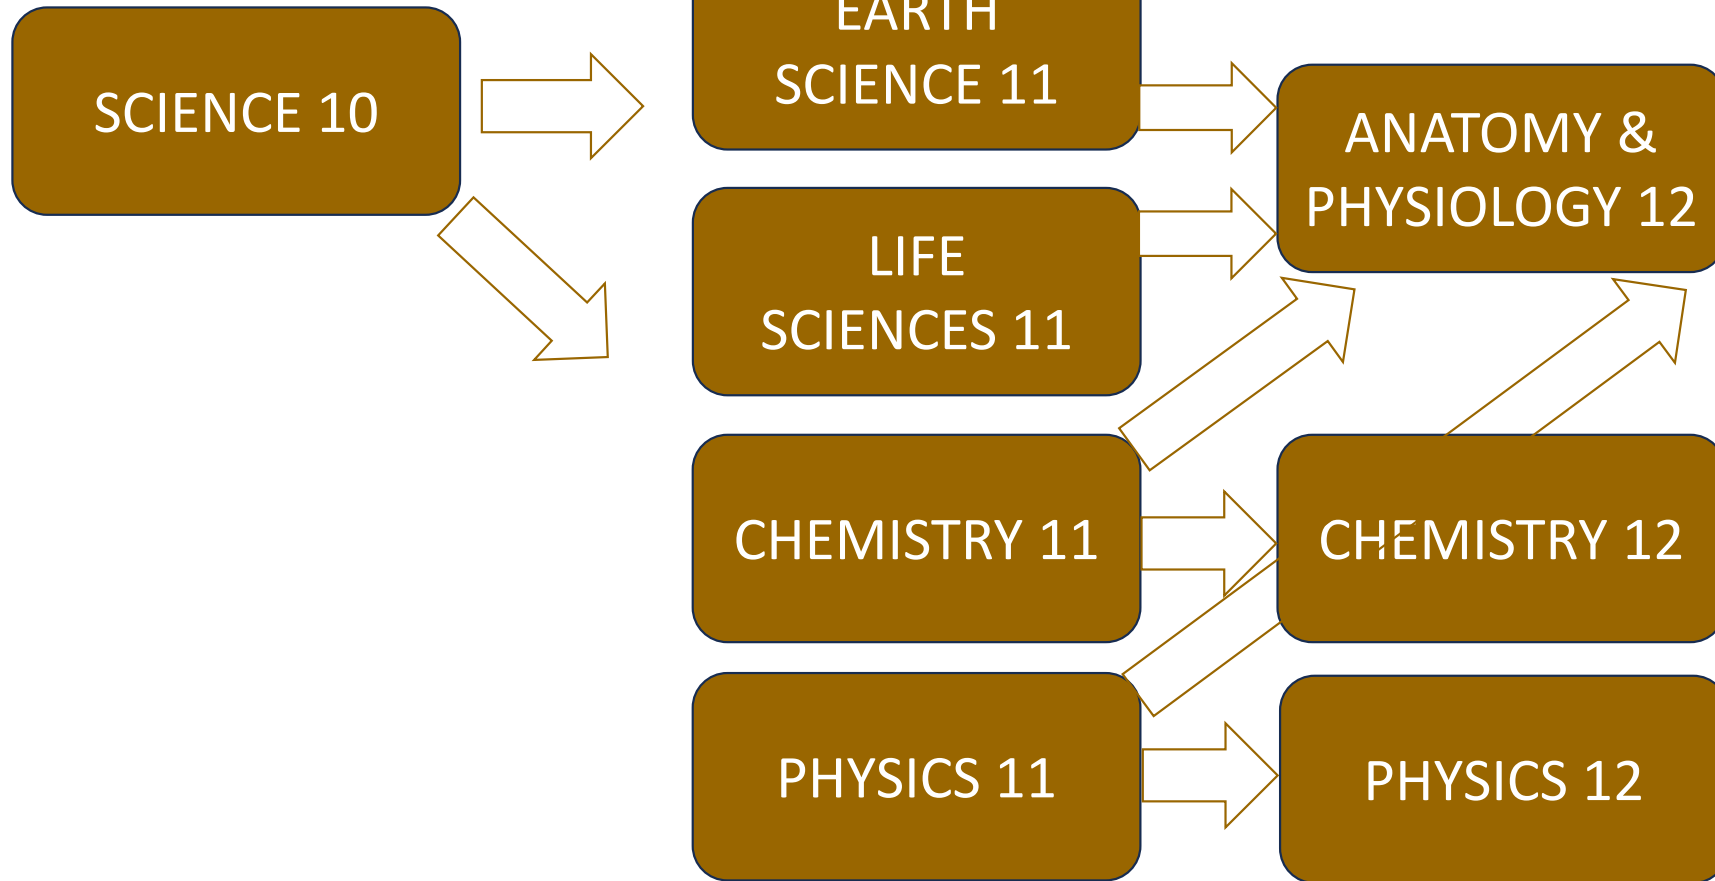 SCIENCE 10
EARTH
SCIENCE 11
LIFE
SCIENCES 11
CHEMISTRY 11
PHYSICS 11
ANATOMY &
PHYSIOLOGY 12
CHEMISTRY 12
PHYSICS 12